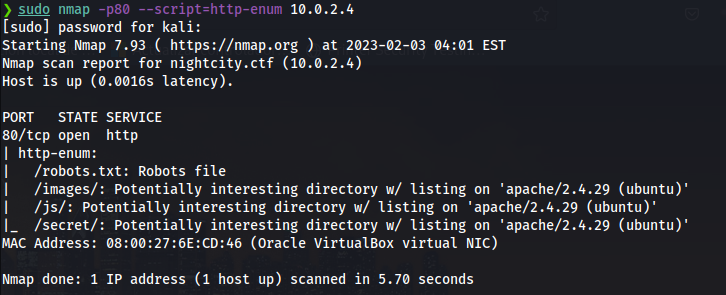 ❯ sudo nmap -p80 --script=http-enum 10.0.2.4
[sudo] password for kali:
Starting Nmap 7.93 ( https://nmap.org ) at 2023-02-03 04:01 EST
Nmap scan report for nightcity.ctf (10.0.2.4)
Host is up (0.0016s latency).

PORT   STATE SERVICE
80/tcp open  http
| http-enum:
|   /robots.txt: Robots file
|   /images/: Potentially interesting directory w/ listing on 'apache/2.4.29 (ubuntu)'
|   /js/: Potentially interesting directory w/ listing on 'apache/2.4.29 (ubuntu)'
|_  /secret/: Potentially interesting directory w/ listing on 'apache/2.4.29 (ubuntu)'
MAC Address: 08:00:27:6E:CD:46 (Oracle VirtualBox virtual NIC)

Nmap done: 1 IP address (1 host up) scanned in 5.70 seconds